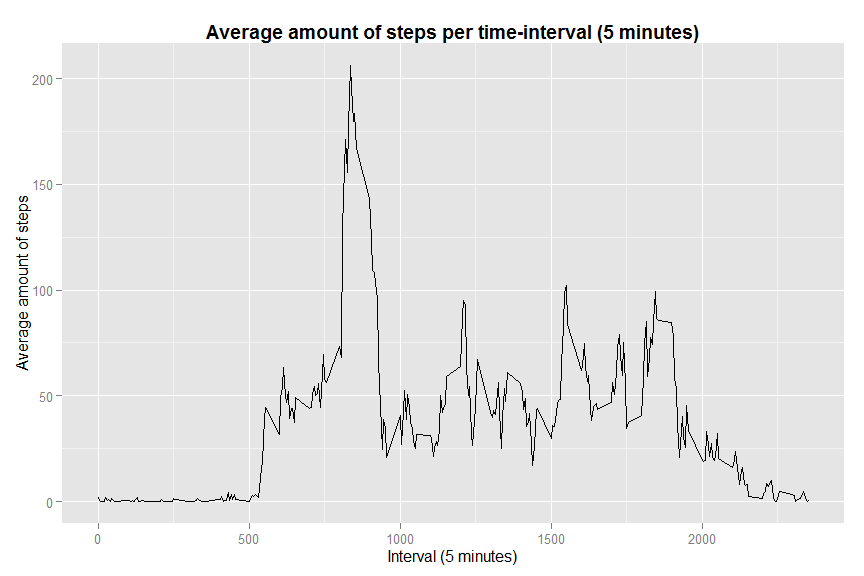 Average amount of steps per time-interval (5 minutes)
Average amount of steps
200
150
100
50
0
0 500 1000 1500 2000
Interval (5 minutes)